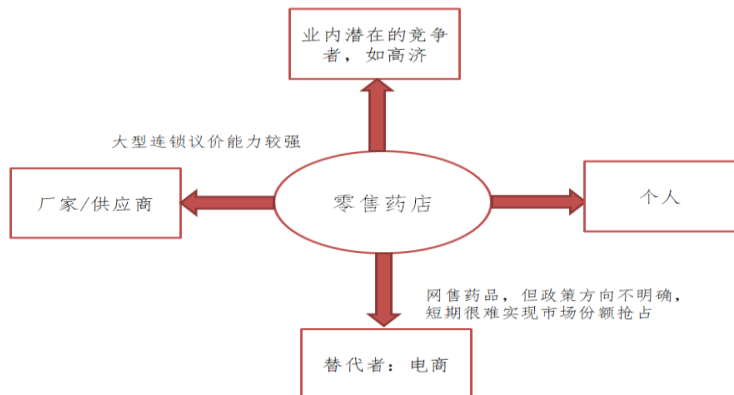 业内潜在的竞争
者，如高济
大型连锁议价能力较强
厂家/供应商
零售药店
个人
网售药品，但政策方向不明确，
短期很难实现市场份额抢占
替代者：电商